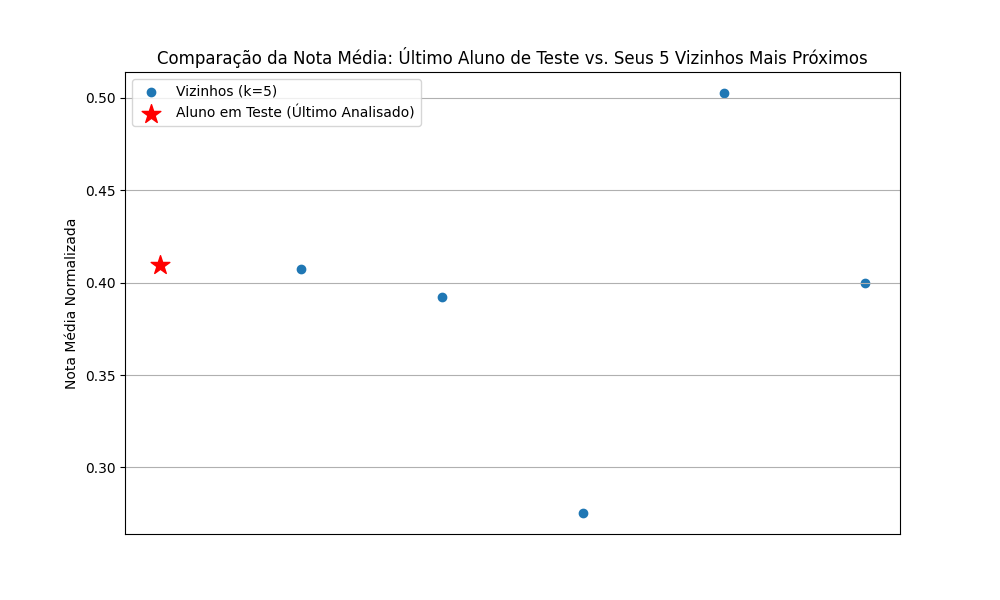 Comparação da Nota Média: Último Aluno de Teste vs. Seus 5 Vizinhos Mais Próximos
Vizinhos (k=5)
Aluno em Teste (Último Analisado)
Nota Média Normalizada
0.50
0.45
0.40
0.35
0.30